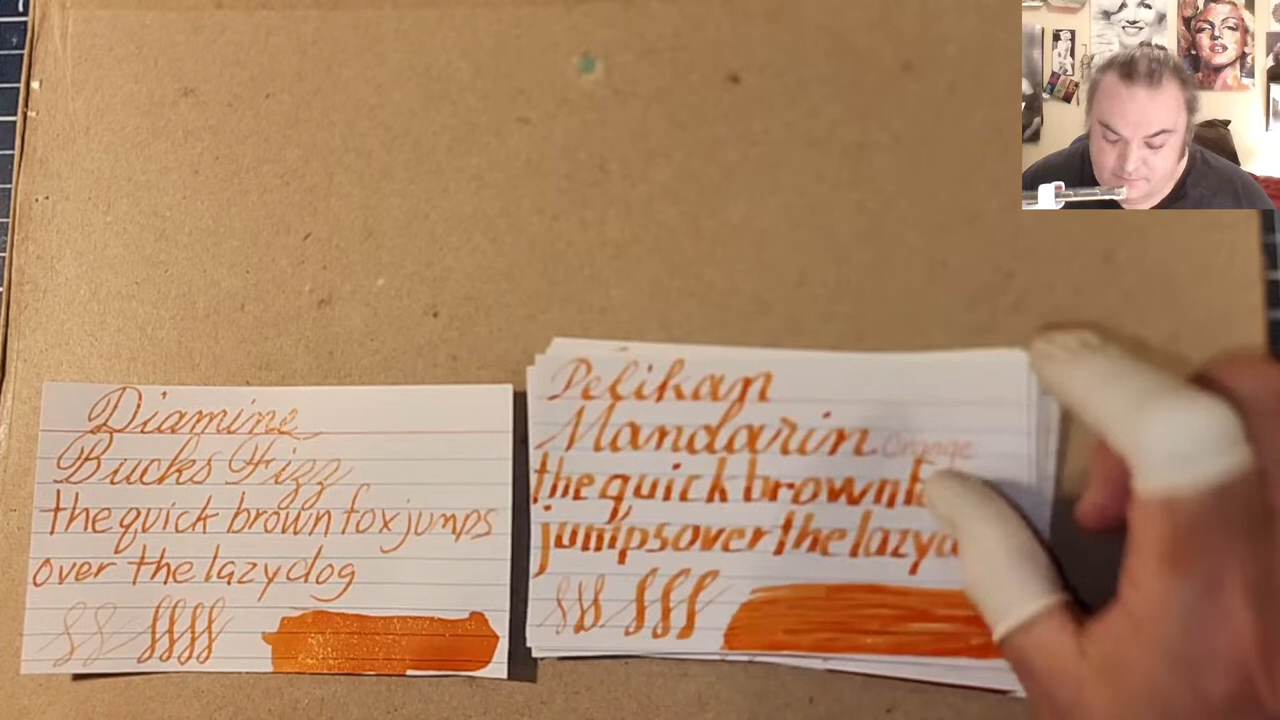 Diamine
Bucks Fizz
the quick brown fox jumps
over the lazy dog
Pelikan
Mandarin Orange
the quick brown
jumps over the lazy